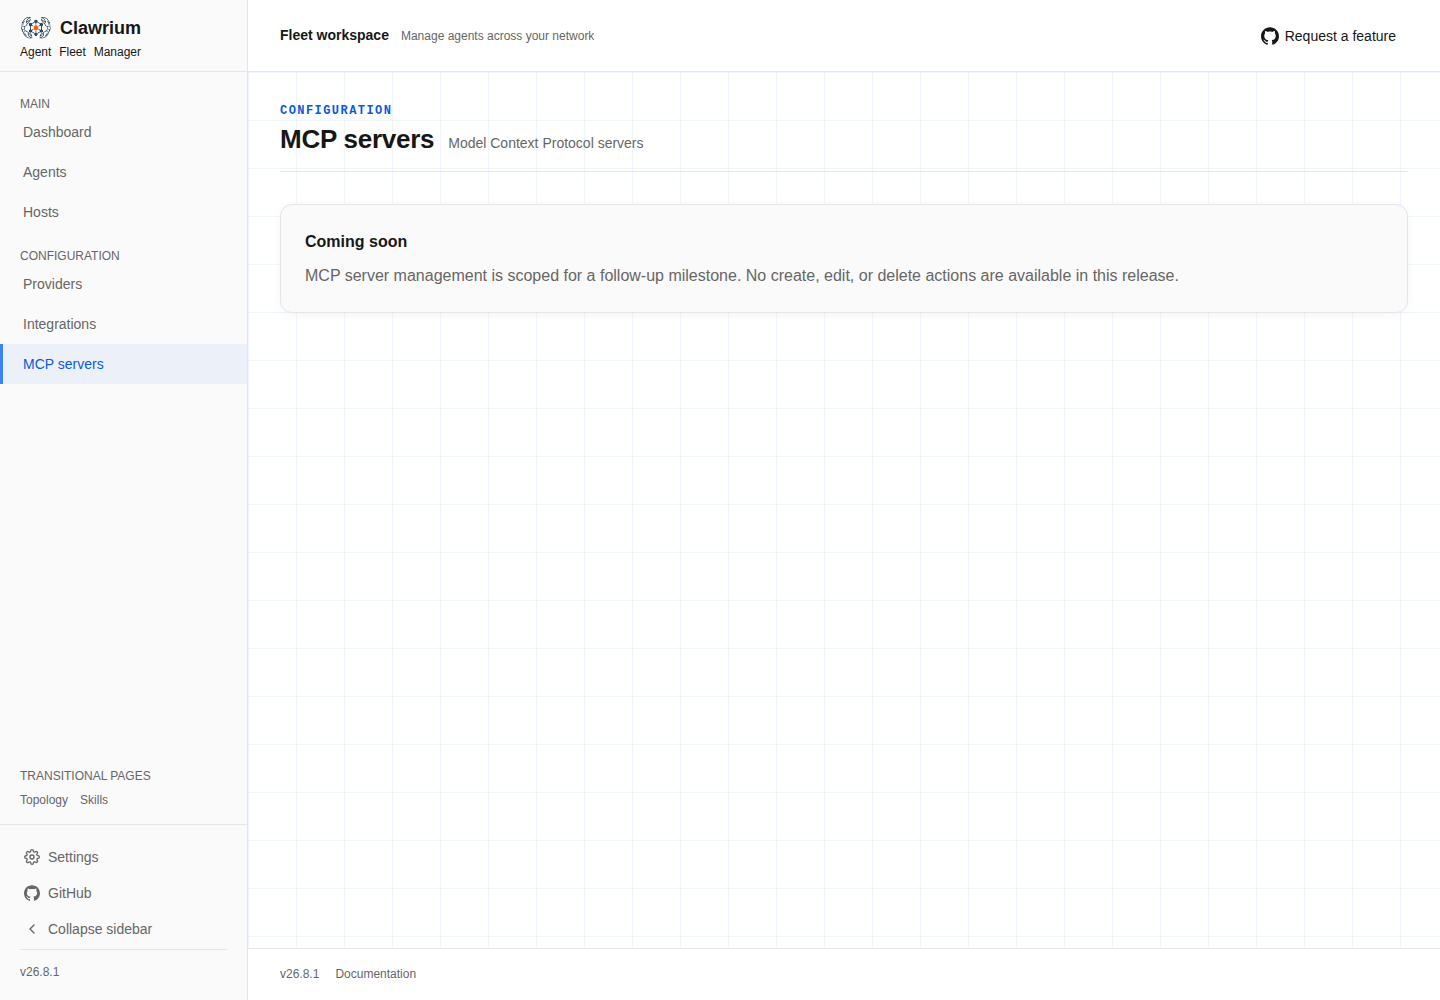 Clawrium
Agent Fleet Manager
MAIN
Dashboard
Agents
Hosts
CONFIGURATION
Providers
Integrations
MCP servers
TRANSITIONAL PAGES
Topology Skills
Settings
GitHub
Collapse sidebar
v26.8.1
Fleet workspace Manage agents across your network
Request a feature
CONFIGURATION
MCP servers Model Context Protocol servers
Coming soon
MCP server management is scoped for a follow-up milestone. No create, edit, or delete actions are available in this release.
v26.8.1 Documentation